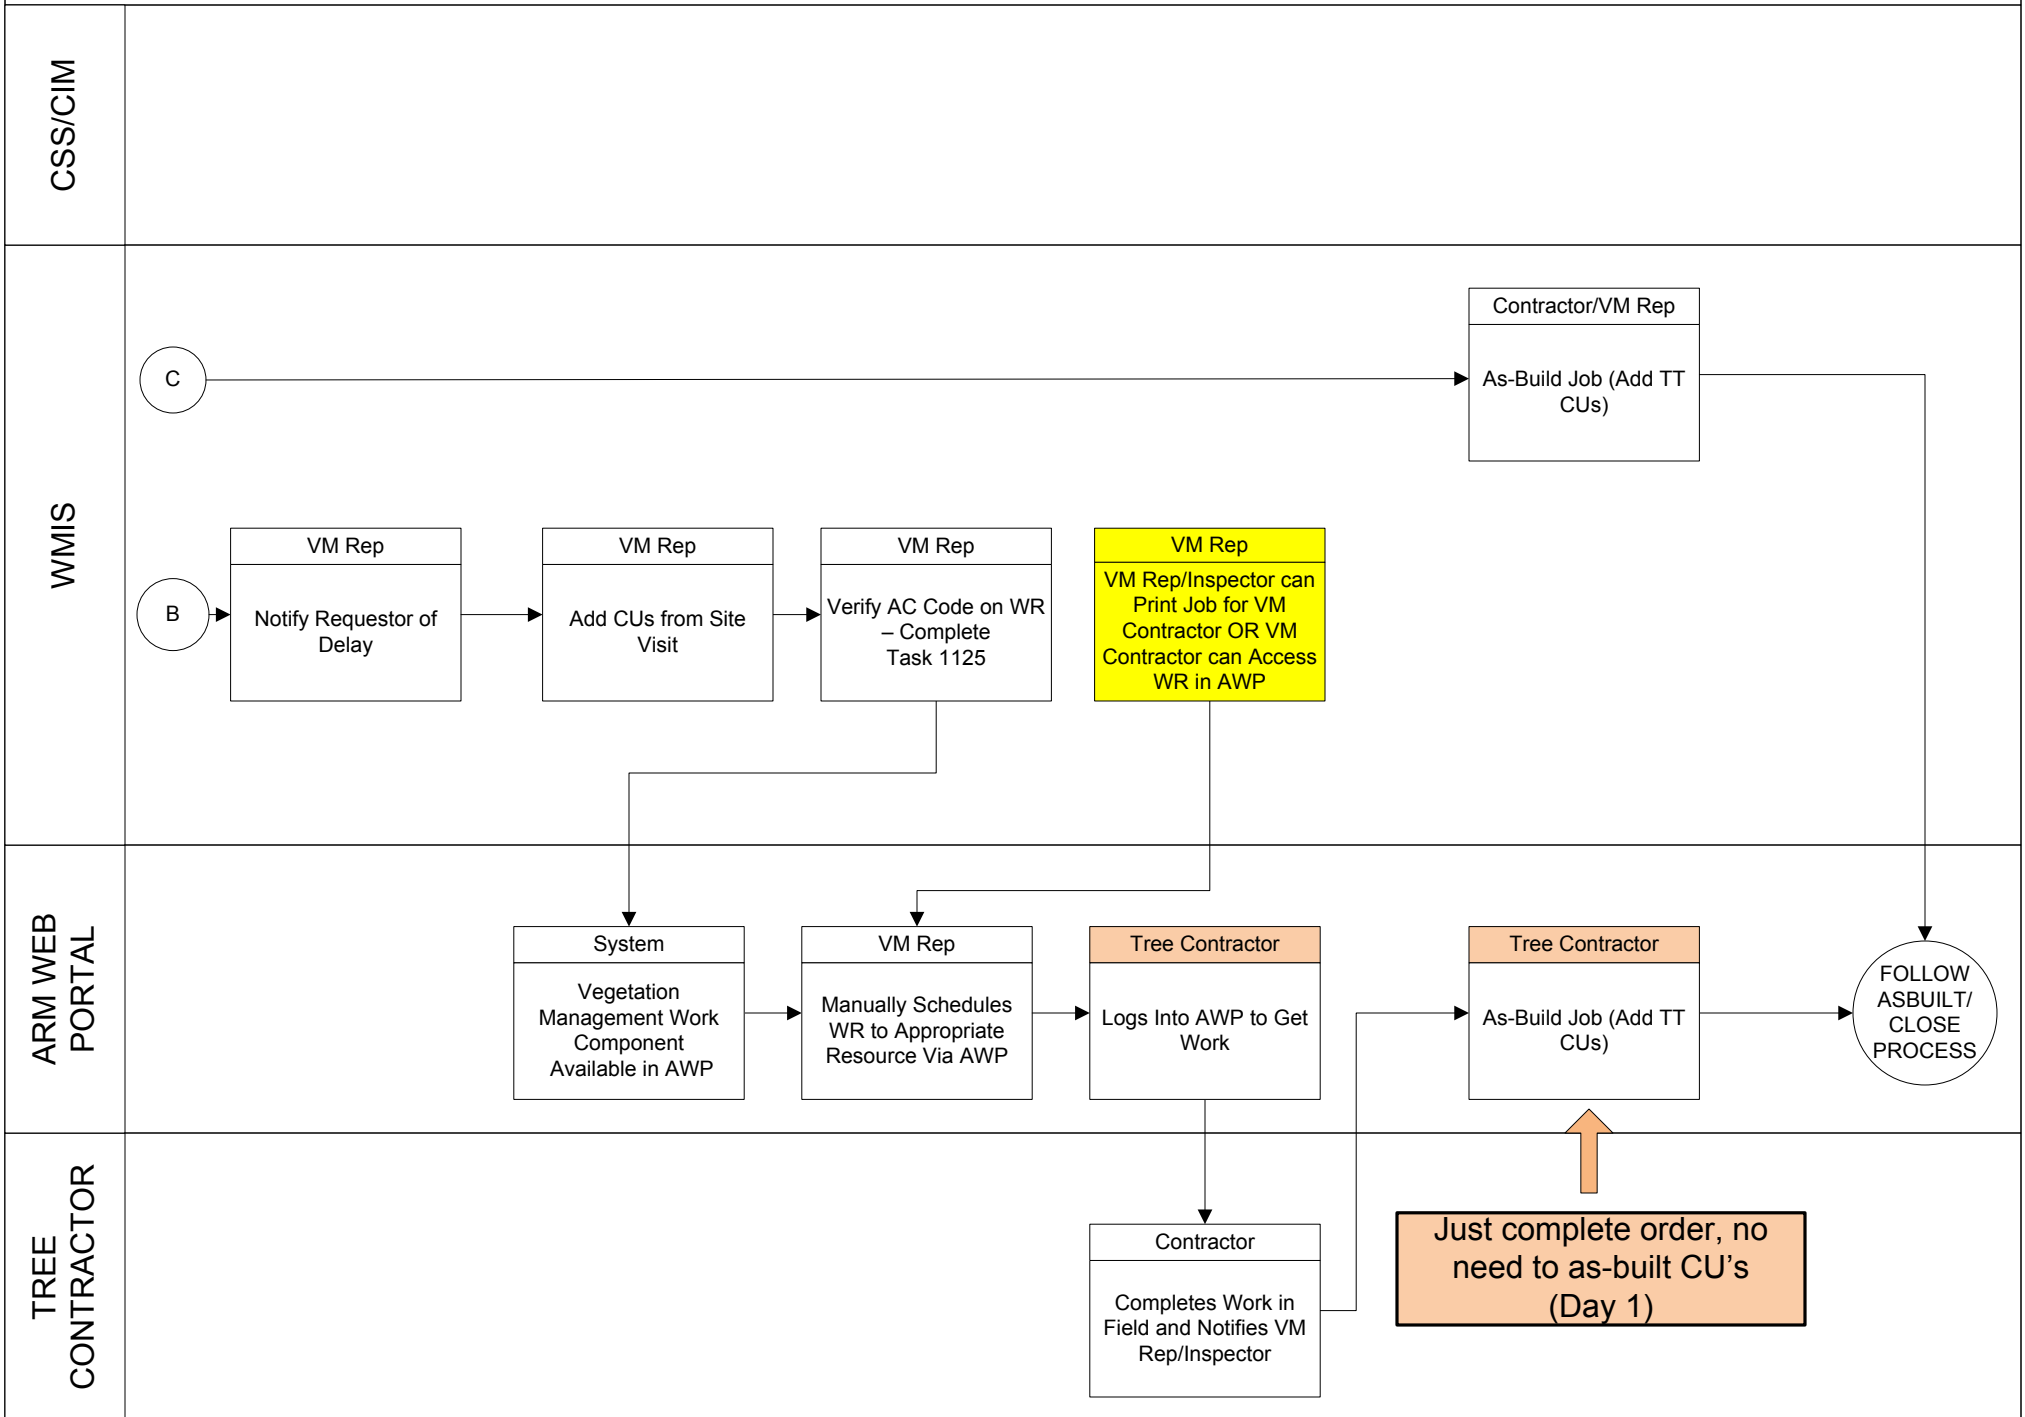 CSS/CIM
WMIS
C
Contractor/VM Rep
As-Build Job (Add TT
CUs)
B
VM Rep
Notify Requestor of
Delay
VM Rep
Add CUs from Site
Visit
VM Rep
Verify AC Code on WR
– Complete
Task 1125
VM Rep
VM Rep/Inspector can
Print Job for VM
Contractor OR VM
Contractor can Access
WR in AWP
ARM WEB
PORTAL
System
Vegetation
Management Work
Component
Available in AWP
VM Rep
Manually Schedules
WR to Appropriate
Resource Via AWP
Tree Contractor
Logs Into AWP to Get
Work
Tree Contractor
As-Build Job (Add TT
CUs)
FOLLOW
ASBUILT/
CLOSE
PROCESS
TREE
CONTRACTOR
Contractor
Completes Work in
Field and Notifies VM
Rep/Inspector
Just complete order, no
need to as-built CU’s
(Day 1)